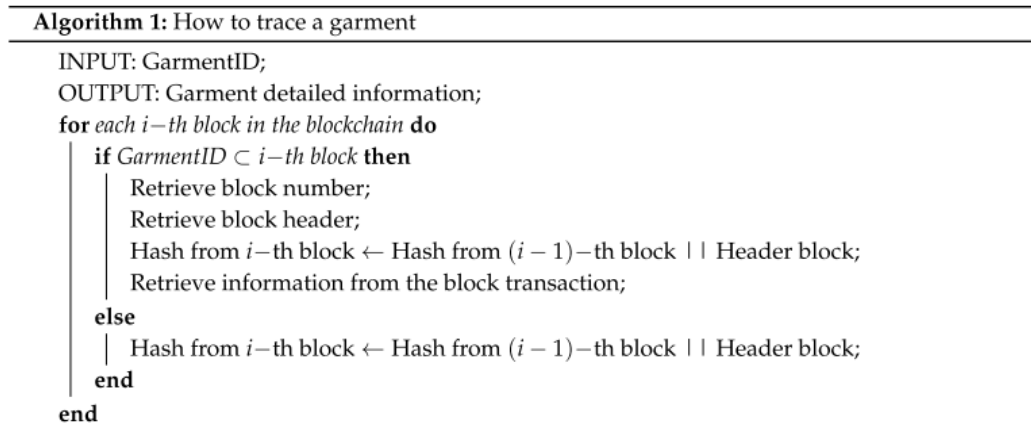 Algorithm 1: How to trace a garment
INPUT: GarmentID;
OUTPUT: Garment detailed information;
for each i−th block in the blockchain do
if GarmentID ⊂ i−th block then
Retrieve block number;
Retrieve block header;
Hash from i−th block ← Hash from (i − 1)−th block || Header block;
Retrieve information from the block transaction;
else
Hash from i−th block ← Hash from (i − 1)−th block || Header block;
end
end